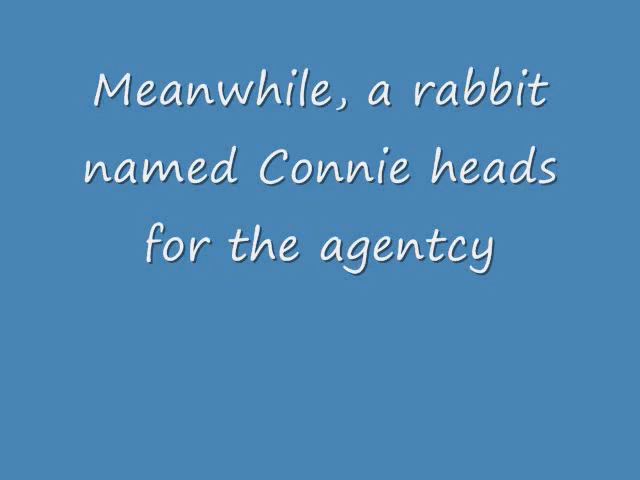 Meanwhile, a rabbit
named Connie heads
for the agentcy